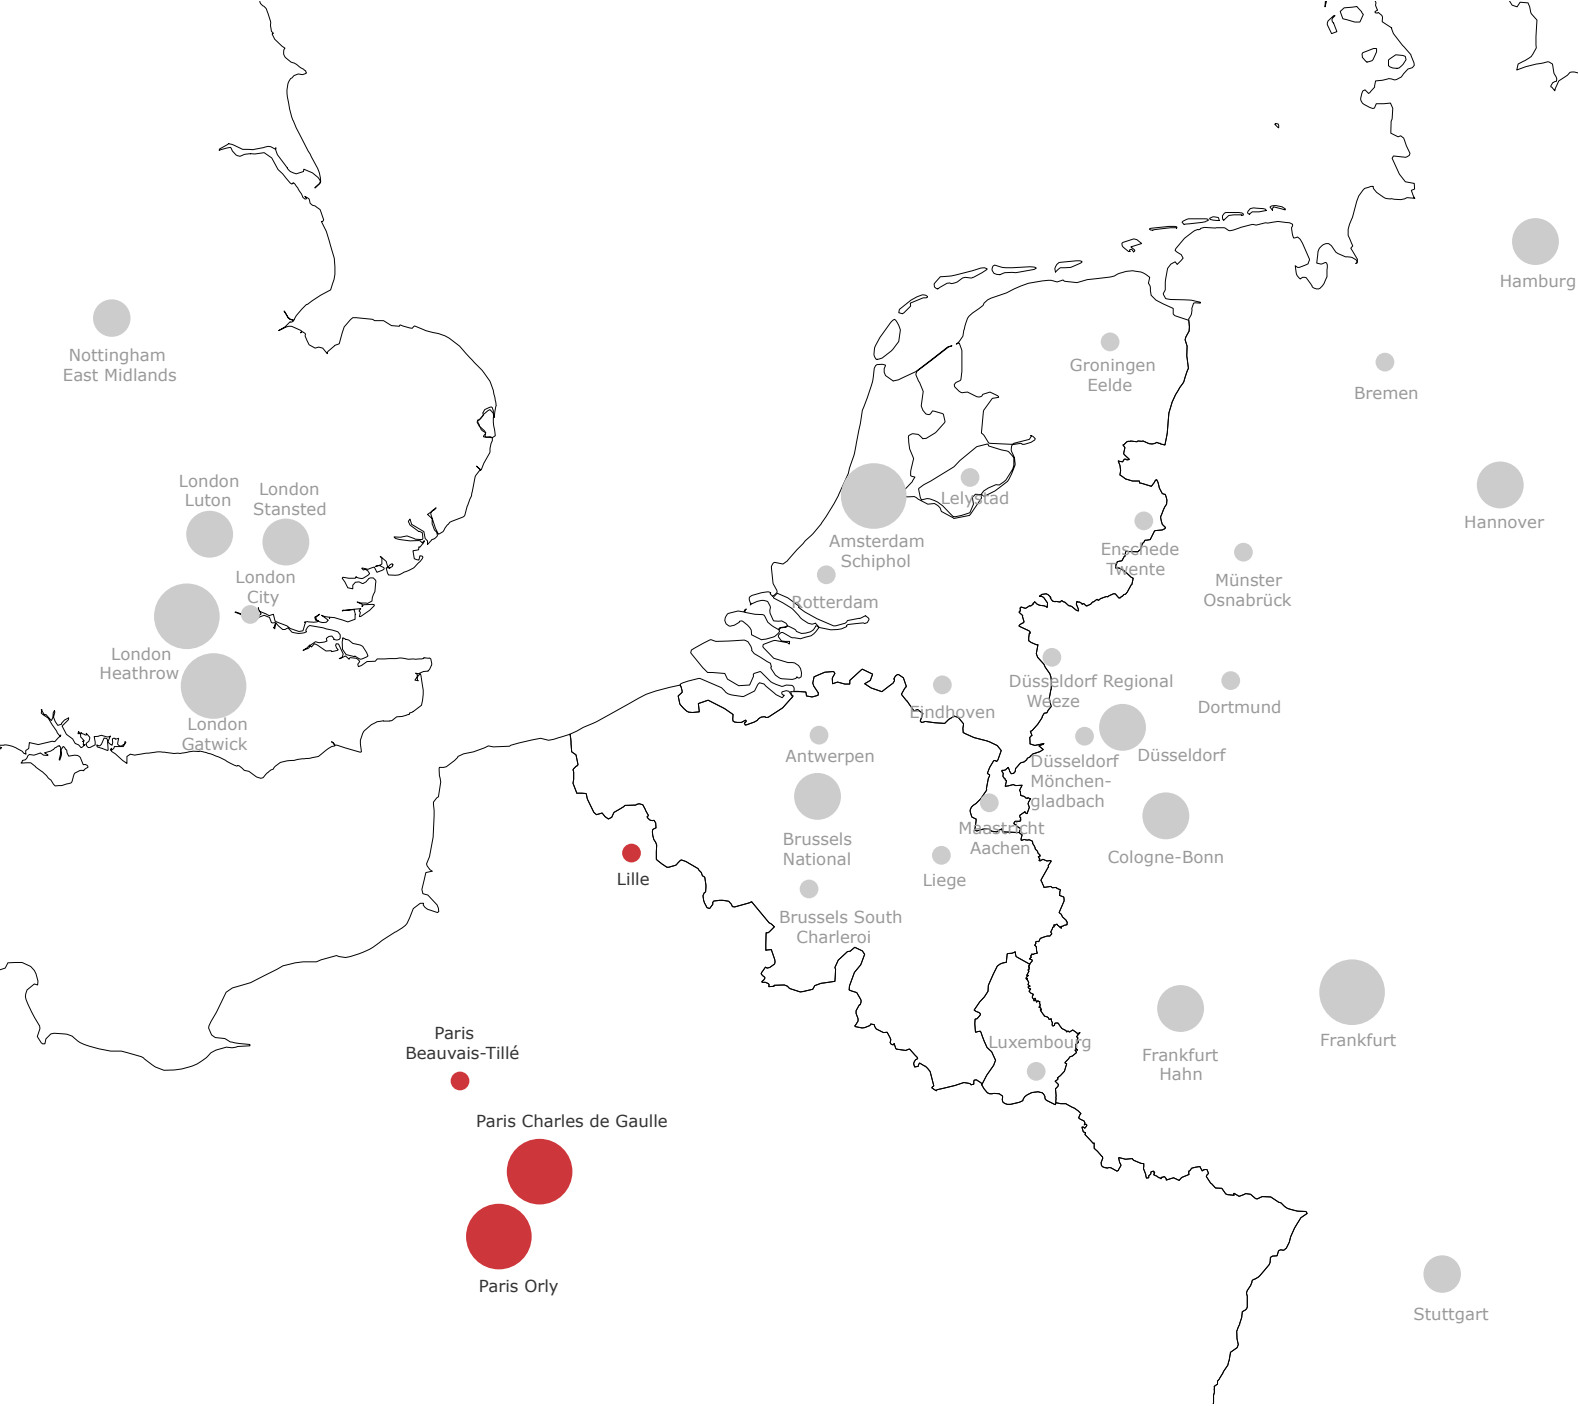 Hamburg
Nottingham
East Midlands
Groningen
Eelde
Bremen
London
Luton
London
Stansted
Lelystad
Hannover
Amsterdam
Schiphol
Enschede
Twente
London
City
Münster
Osnabrück
Rotterdam
London
Heathrow
Düsseldorf Regional
Weeze
Dortmund
Eindhoven
London
Gatwick
Antwerpen
Düsseldorf
Düsseldorf
Mönchen-
gladbach
Brussels
National
Maastricht
Aachen
Cologne-Bonn
Lille
Liege
Brussels South
Charleroi
Paris
Beauvais-Tillé
Luxembourg
Frankfurt
Hahn
Frankfurt
Paris Charles de Gaulle
Paris Orly
Stuttgart